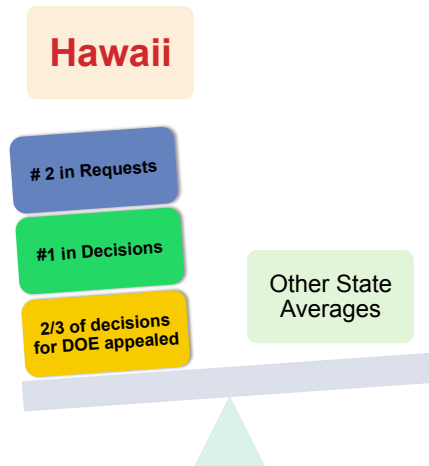 Hawaii
# 2 in Requests
#1 in Decisions
2/3 of decisions
for DOE appealed
Other State
Averages